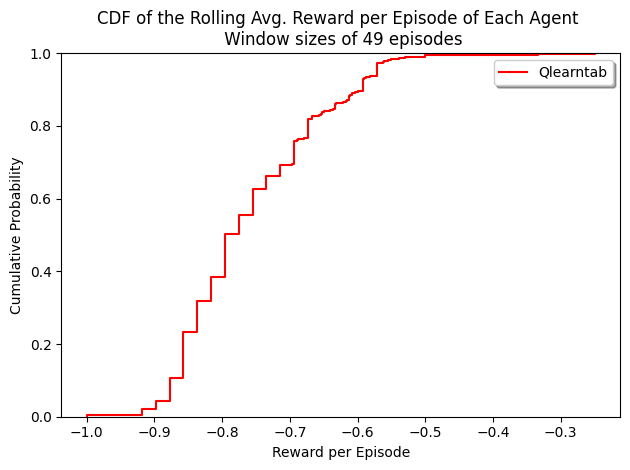 CDF of the Rolling Avg. Reward per Episode of Each Agent
Window sizes of 49 episodes
Qlearntab
Cumulative Probability
1.0
0.8
0.6
0.4
0.2
0.0
−1.0 −0.9 −0.8 −0.7 −0.6 −0.5 −0.4 −0.3
Reward per Episode